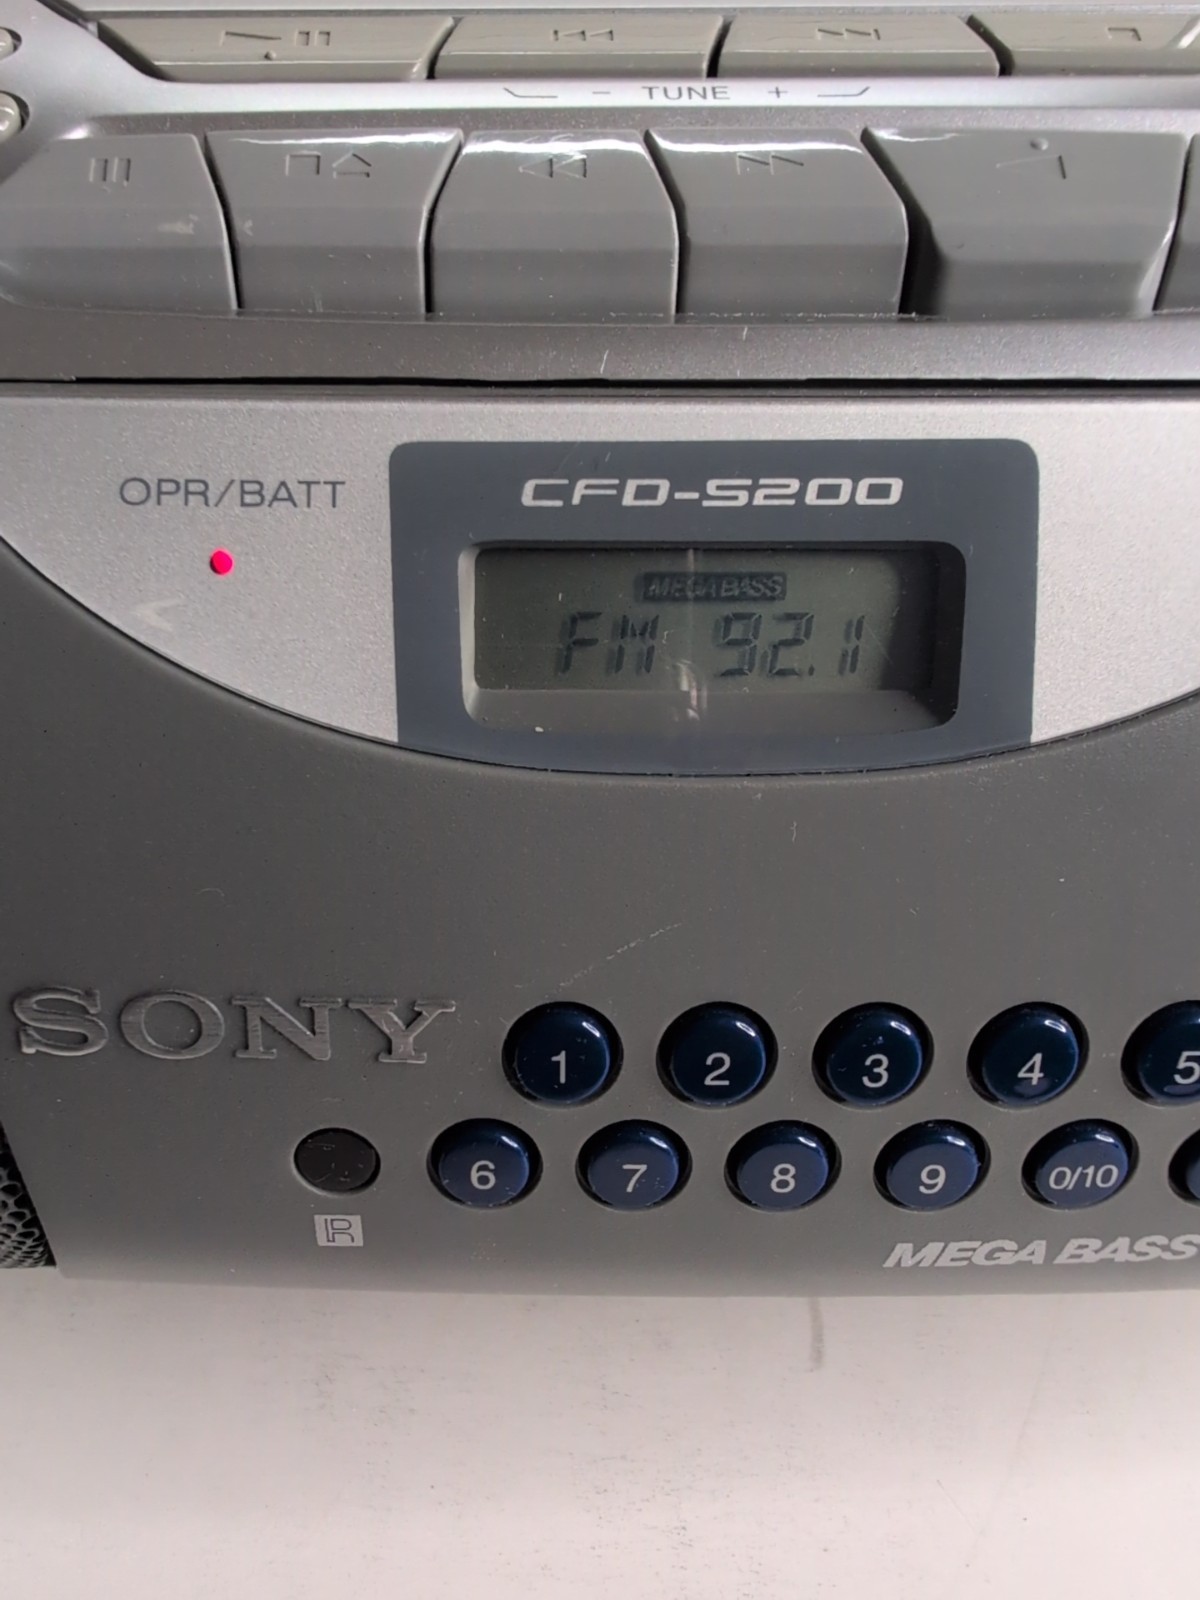 - TUNE +
OPR/BATT
CFD-S200
MEGA BASS
FM 92.1
SONY
1 2 3 4 5
6 7 8 9 0/10
R
MEGA BASS